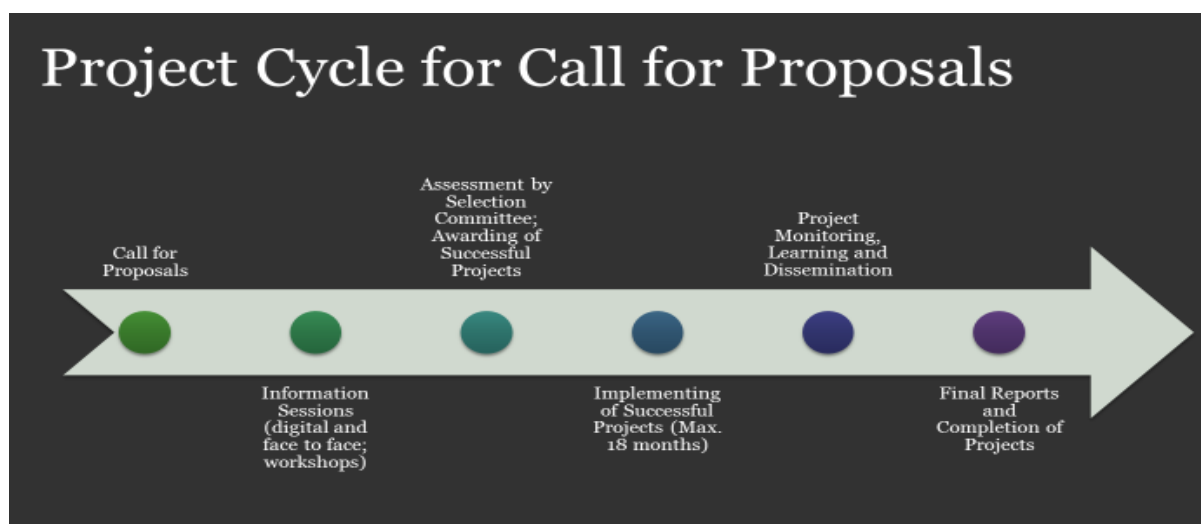 Project Cycle for Call for Proposals
Call for
Proposals
Information
Sessions
(digital and
face to face;
workshops)
Assessment by
Selection
Committee;
Awarding of
Successful
Projects
Implementing
of Successful
Projects (Max.
18 months)
Project
Monitoring,
Learning and
Dissemination
Final Reports
and
Completion of
Projects